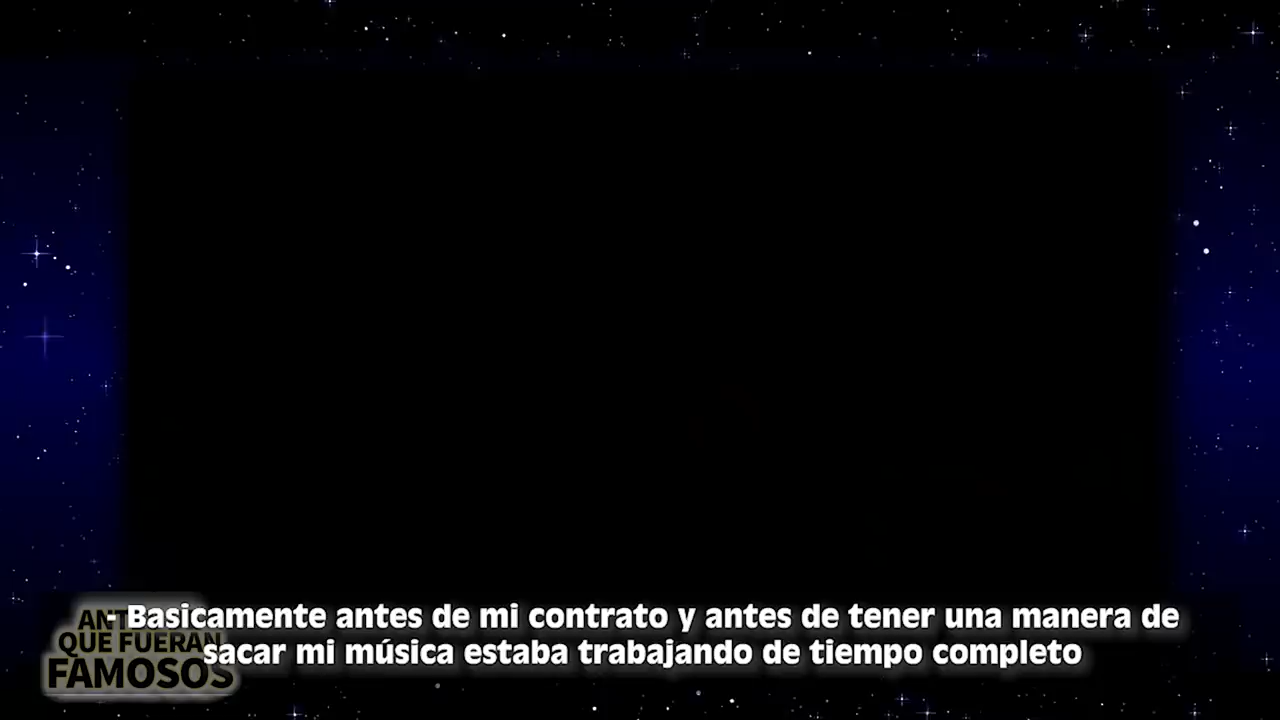 - Basicamente antes de mi contrato y antes de tener una manera de
sacar mi música estaba trabajando de tiempo completo
QUE FUERAN
FAMOSOS